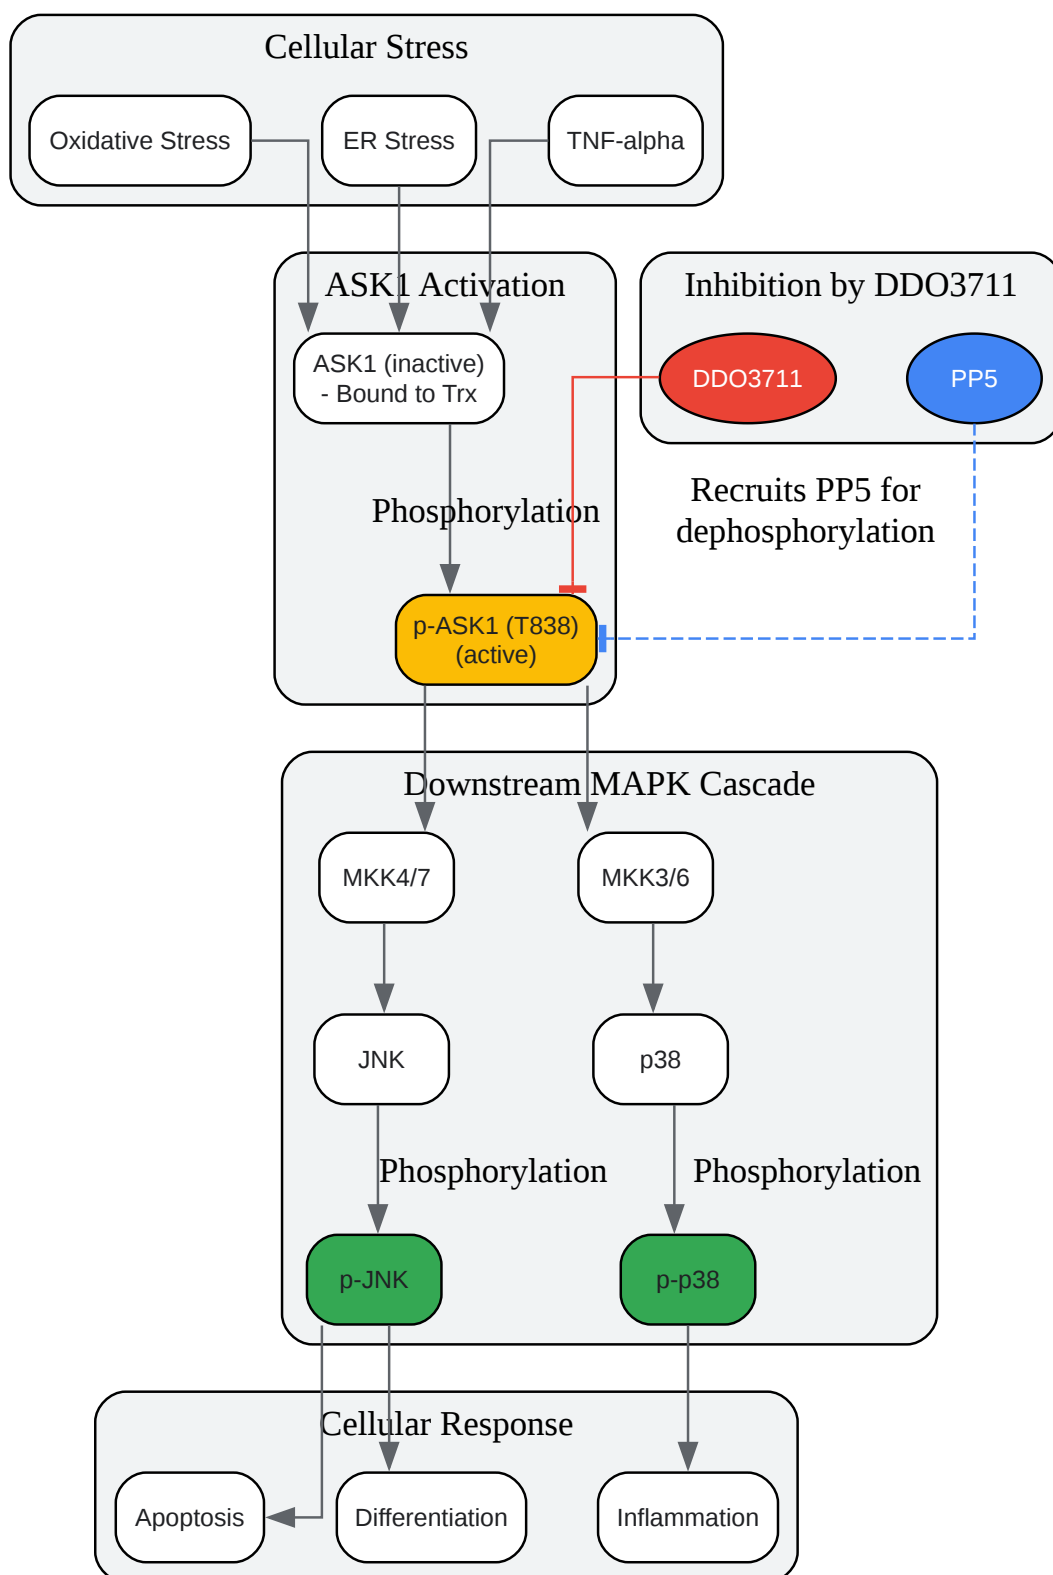 Cellular Stress
Oxidative Stress
ER Stress
TNF-alpha
ASK1 Activation
Inhibition by DDO3711
ASK1 (inactive)
- Bound to Trx
DDO3711
PP5
Phosphorylation
Recruits PP5 for
dephosphorylation
p-ASK1 (T838)
(active)
Downstream MAPK Cascade
MKK4/7
MKK3/6
JNK
p38
Phosphorylation
Phosphorylation
p-JNK
p-p38
Cellular Response
Apoptosis
Differentiation
Inflammation